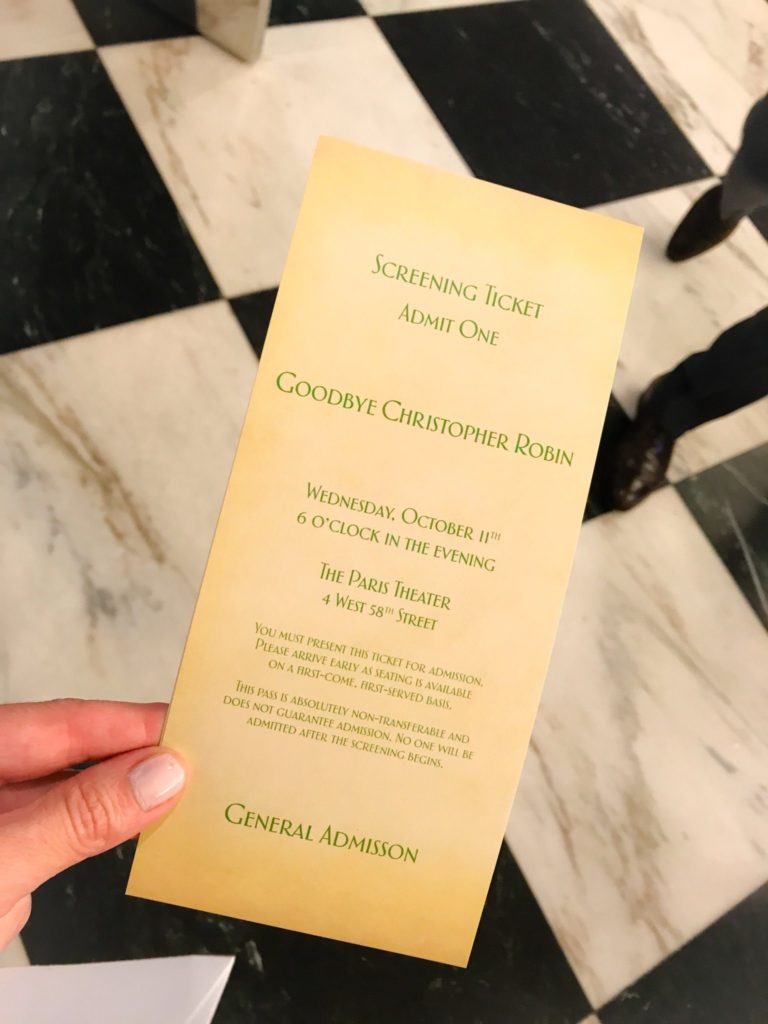 Screening Ticket
Admit One
Goodbye Christopher Robin
Wednesday, October 11th
6 o'clock in the evening
The Paris Theater
4 West 58th Street
You must present this ticket for admission.
Please arrive early as seating is available
on a first-come, first-served basis.
This pass is absolutely non-transferable and
does not guarantee admission. No one will be
admitted after the screening begins.
General Admisson